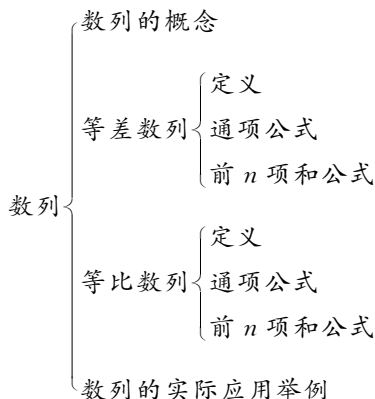 数列的概念
等差数列
定义
通项公式
前 n 项和公式
数列
等比数列
定义
通项公式
前 n 项和公式
数列的实际应用举例